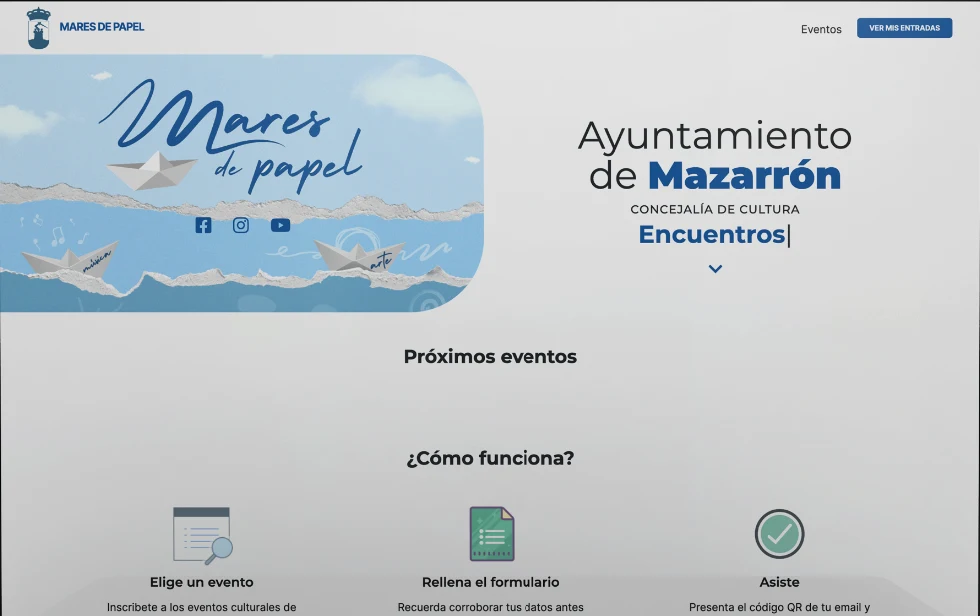 MARES DE PAPEL
Eventos
VER MIS ENTRADAS
Mares
de papel
música
arte
Ayuntamiento
de Mazarrón
CONCEJALÍA DE CULTURA
Encuentros|
Próximos eventos
¿Cómo funciona?
Elige un evento
Inscribete a los eventos culturales de
Rellena el formulario
Recuerda corroborar tus datos antes
Asiste
Presenta el código QR de tu email y